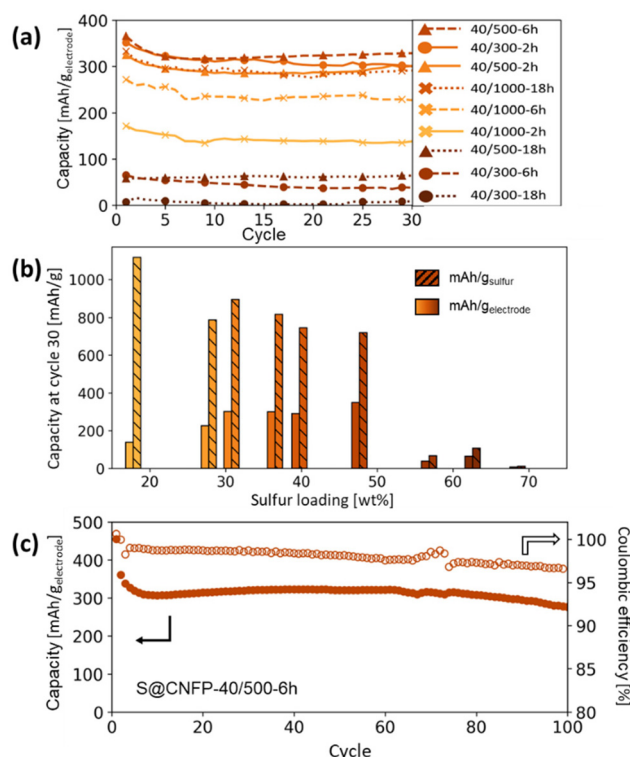 (a)
Capacity [mAh/gelectrode]
400
300
200
100
0
0
5
10
15
20
25
30
Cycle
40/500-6h
40/300-2h
40/500-2h
40/1000-18h
40/1000-6h
40/1000-2h
40/500-18h
40/300-6h
40/300-18h
(b)
Capacity at cycle 30 [mAh/g]
1000
800
600
400
200
0
20
30
40
50
60
70
Sulfur loading [wt%]
mAh/gsulfur
mAh/gelectrode
(c)
Capacity [mAh/gelectrode]
500
400
300
200
100
0
0
20
40
60
80
100
Cycle
S@CNFP-40/500-6h
100
95
90
85
80
Coulombic efficiency
[%]